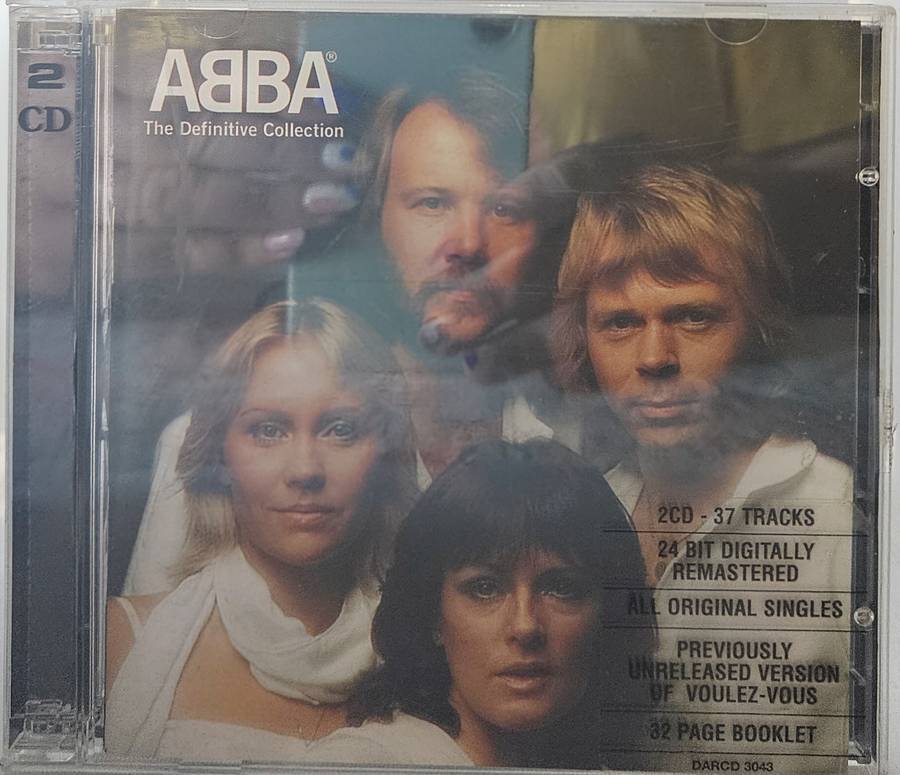 2
CD
ABBA®
The Definitive Collection
2CD - 37 TRACKS
24 BIT DIGITALLY
REMASTERED
ALL ORIGINAL SINGLES
PREVIOUSLY
UNRELEASED VERSION
OF VOULEZ-VOUS
32 PAGE BOOKLET
DARCD 3043